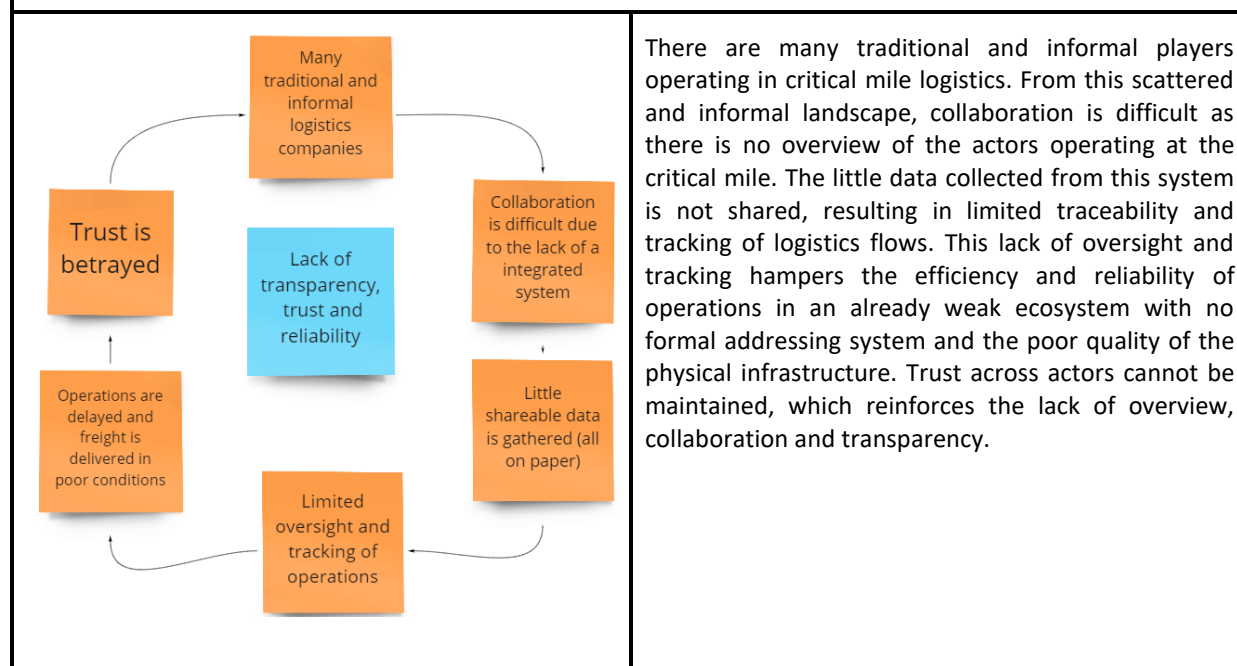 Many
traditional and
informal
logistics
companies
Collaboration
is difficult due
to the lack of a
integrated
system
Little
shareable data
is gathered (all
on paper)
Limited
oversight and
tracking of
operations
Operations are
delayed and
freight is
delivered in
poor conditions
Trust is
betrayed
Lack of
transparency,
trust and
reliability
There are many traditional and informal players
operating in critical mile logistics. From this scattered
and informal landscape, collaboration is difficult as
there is no overview of the actors operating at the
critical mile. The little data collected from this system
is not shared, resulting in limited traceability and
tracking of logistics flows. This lack of oversight and
tracking hampers the efficiency and reliability of
operations in an already weak ecosystem with no
formal addressing system and the poor quality of the
physical infrastructure. Trust across actors cannot be
maintained, which reinforces the lack of overview,
collaboration and transparency.